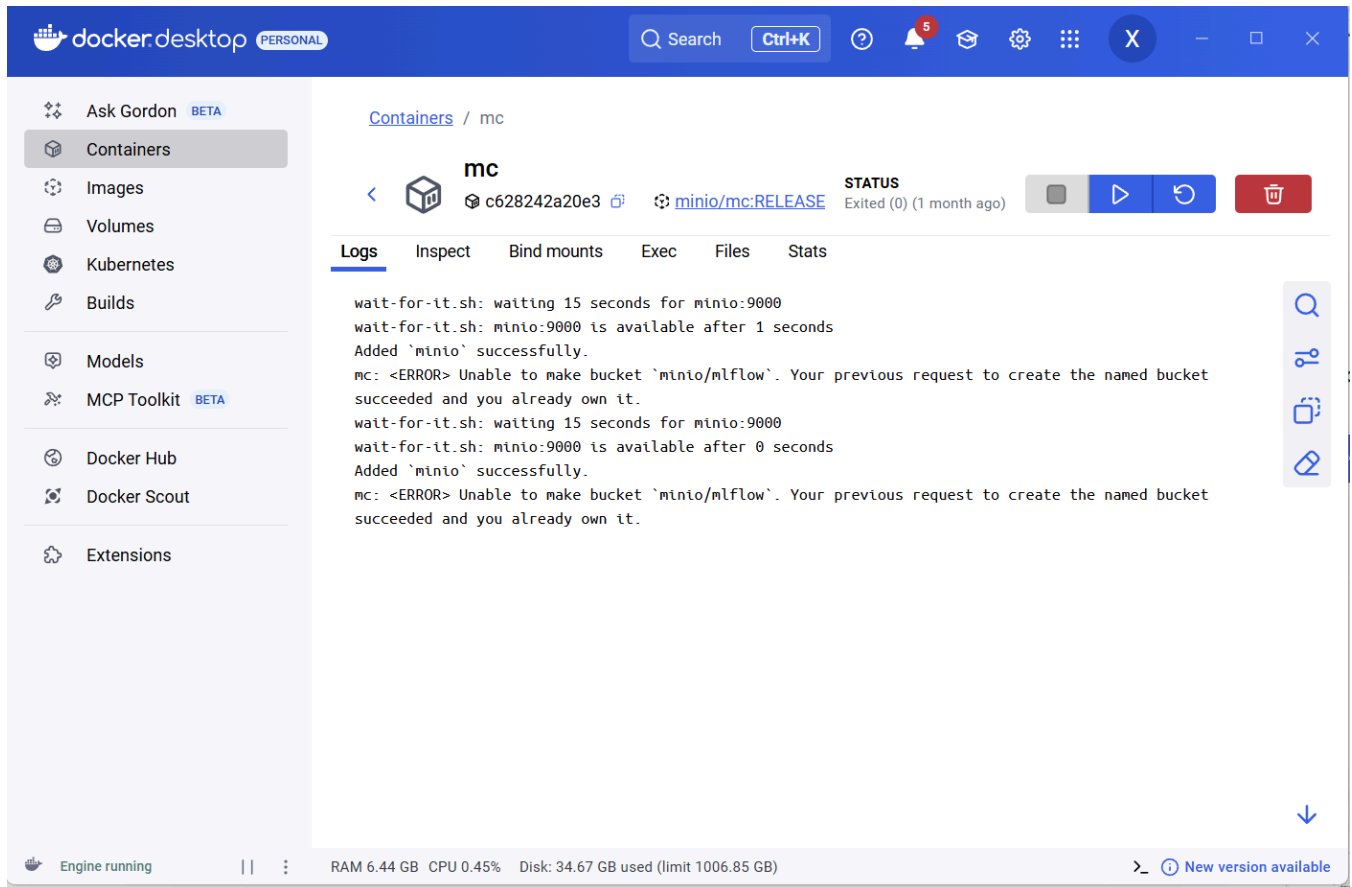 docker.desktop PERSONAL
Search Ctrl+K
5
X
Ask Gordon BETA
Containers
Images
Volumes
Kubernetes
Builds
Models
MCP Toolkit BETA
Docker Hub
Docker Scout
Extensions
Containers / mc
mc
c628242a20e3 minio/mc:RELEASE
STATUS
Exited (0) (1 month ago)
Logs Inspect Bind mounts Exec Files Stats
wait-for-it.sh: waiting 15 seconds for minio:9000
wait-for-it.sh: minio:9000 is available after 1 seconds
Added `minio` successfully.
mc: <ERROR> Unable to make bucket `minio/mlflow`. Your previous request to create the named bucket
succeeded and you already own it.
wait-for-it.sh: waiting 15 seconds for minio:9000
wait-for-it.sh: minio:9000 is available after 0 seconds
Added `minio` successfully.
mc: <ERROR> Unable to make bucket `minio/mlflow`. Your previous request to create the named bucket
succeeded and you already own it.
Engine running
RAM 6.44 GB CPU 0.45% Disk: 34.67 GB used (limit 1006.85 GB)
New version available